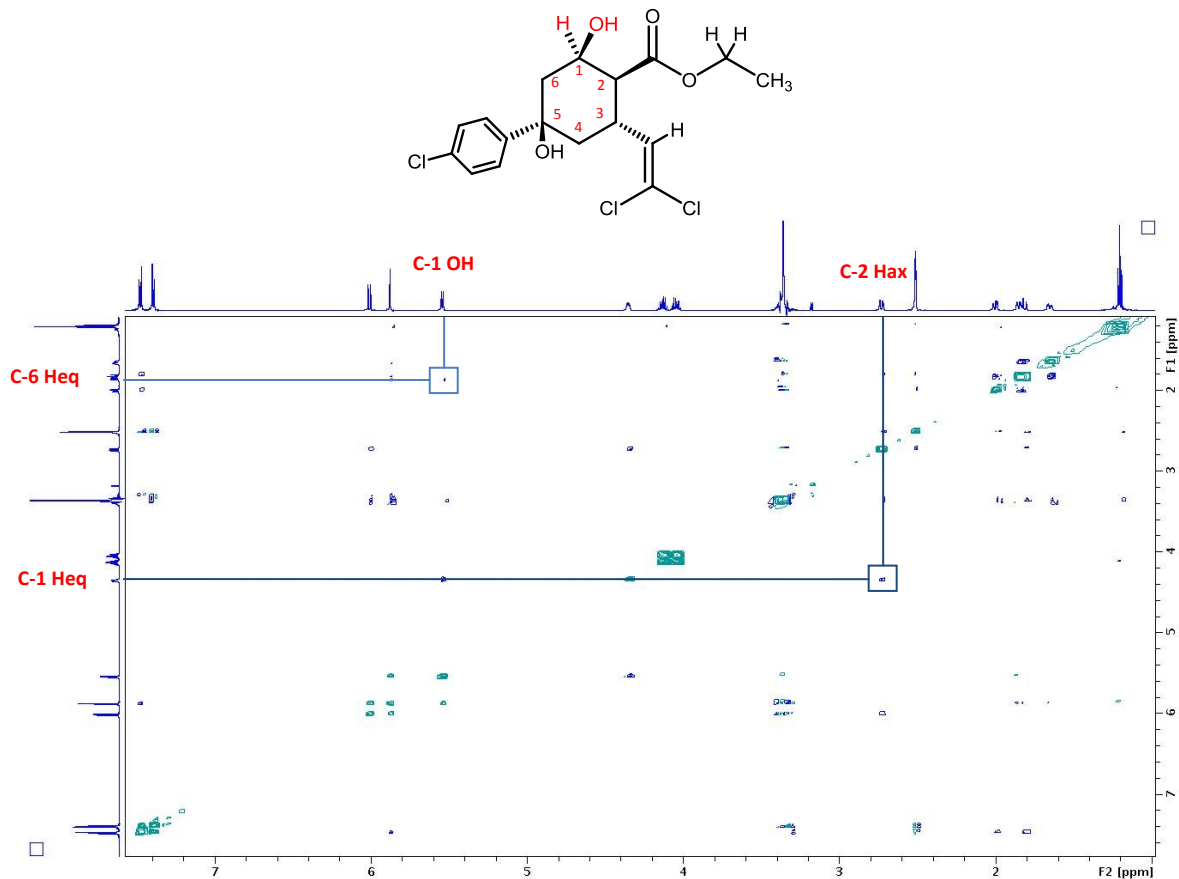 H OH
O
H H
O
CH3
1
2
6
3
5
4
H
OH
Cl
Cl Cl
C-1 OH
C-2 Hax
C-6 Heq
C-1 Heq
F1 [ppm]
2
3
4
5
6
7
7 6 5 4 3 2 F2 [ppm]